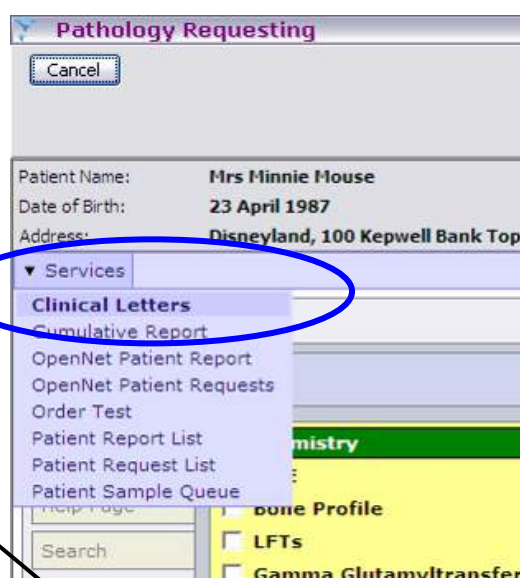 Pathology Requesting
Cancel
Patient Name: Mrs Minnie Mouse
Date of Birth: 23 April 1987
Address: Disneyland, 100 Kepwell Bank Top
▼ Services
Clinical Letters
Cumulative Report
OpenNet Patient Report
OpenNet Patient Requests
Order Test
Patient Report List
Patient Request List
Patient Sample Queue
mistry
Help Page
Bone Profile
Search
LFTs
Gamma Glutamyltransfer